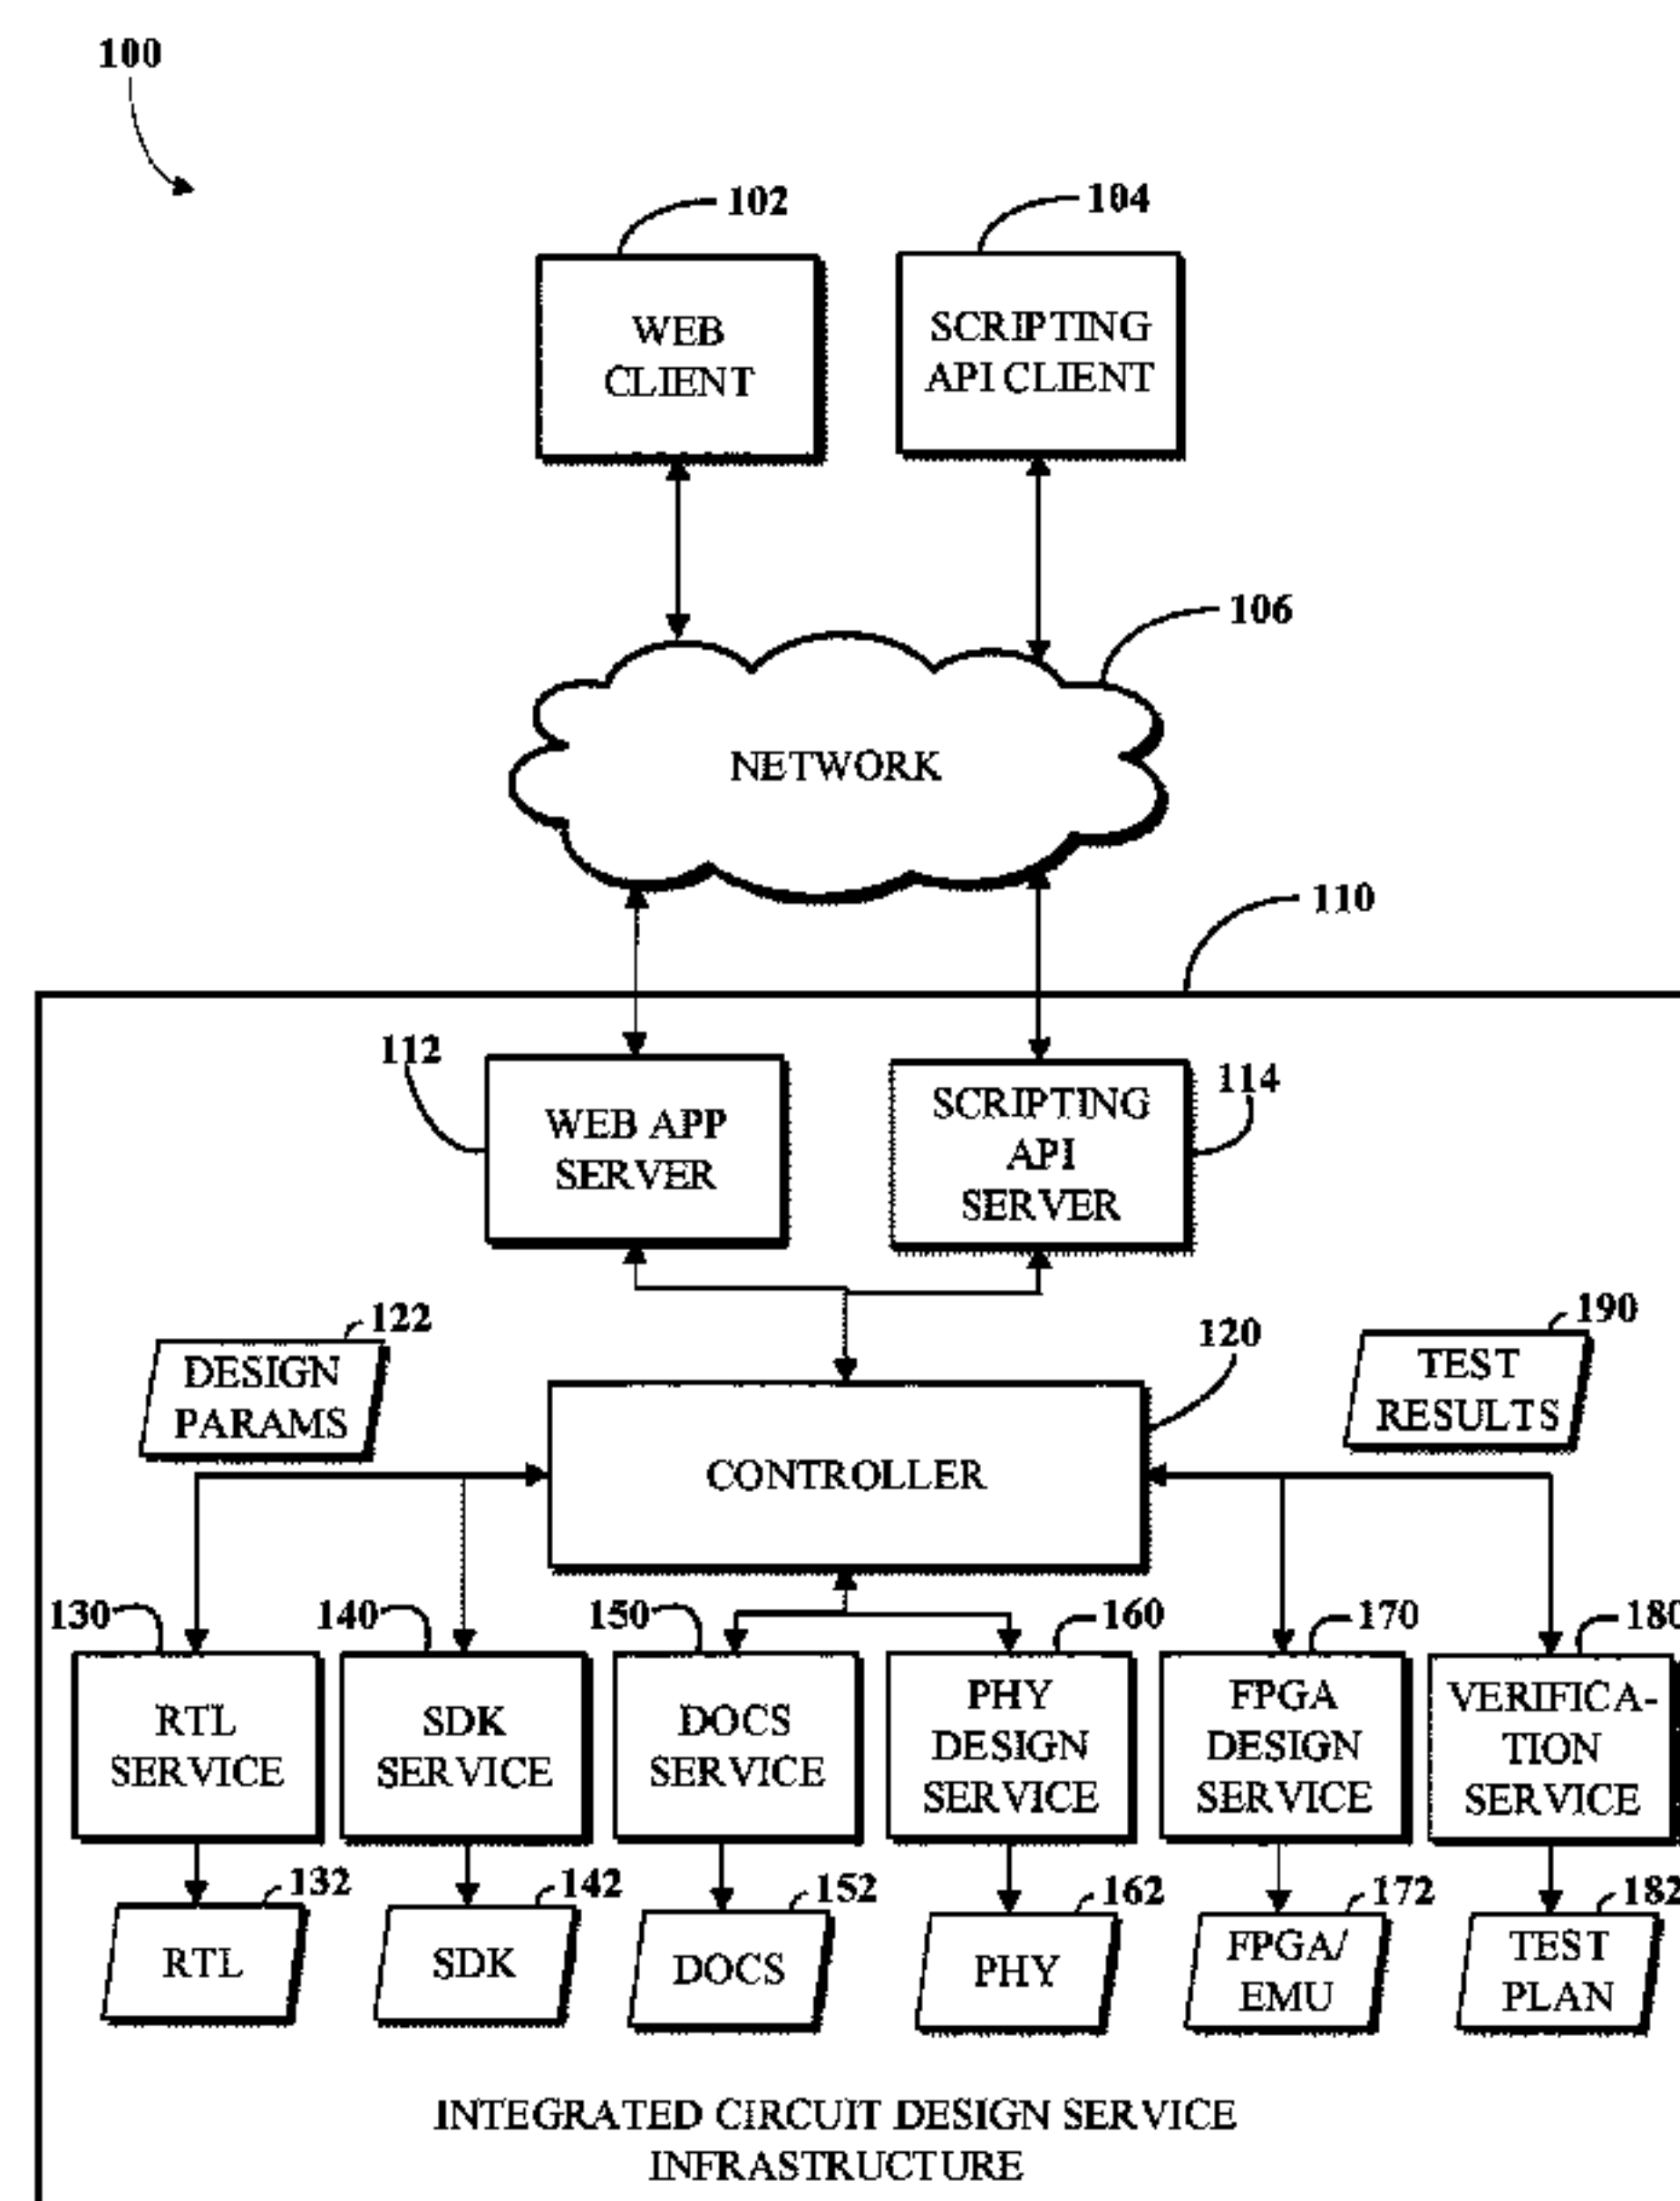 100
102
104
WEB
CLIENT
SCRIPTING
API CLIENT
106
NETWORK
110
112
WEB APP
SERVER
114
SCRIPTING
API
SERVER
122
DESIGN
PARAMS
120
CONTROLLER
190
TEST
RESULTS
130
140
150
160
170
180
RTL
SERVICE
SDK
SERVICE
DOCS
SERVICE
PHY
DESIGN
SERVICE
FPGA
DESIGN
SERVICE
VERIFICA-
TION
SERVICE
132
142
152
162
172
182
RTL
SDK
DOCS
PHY
FPGA/
EMU
TEST
PLAN
INTEGRATED CIRCUIT DESIGN SERVICE
INFRASTRUCTURE